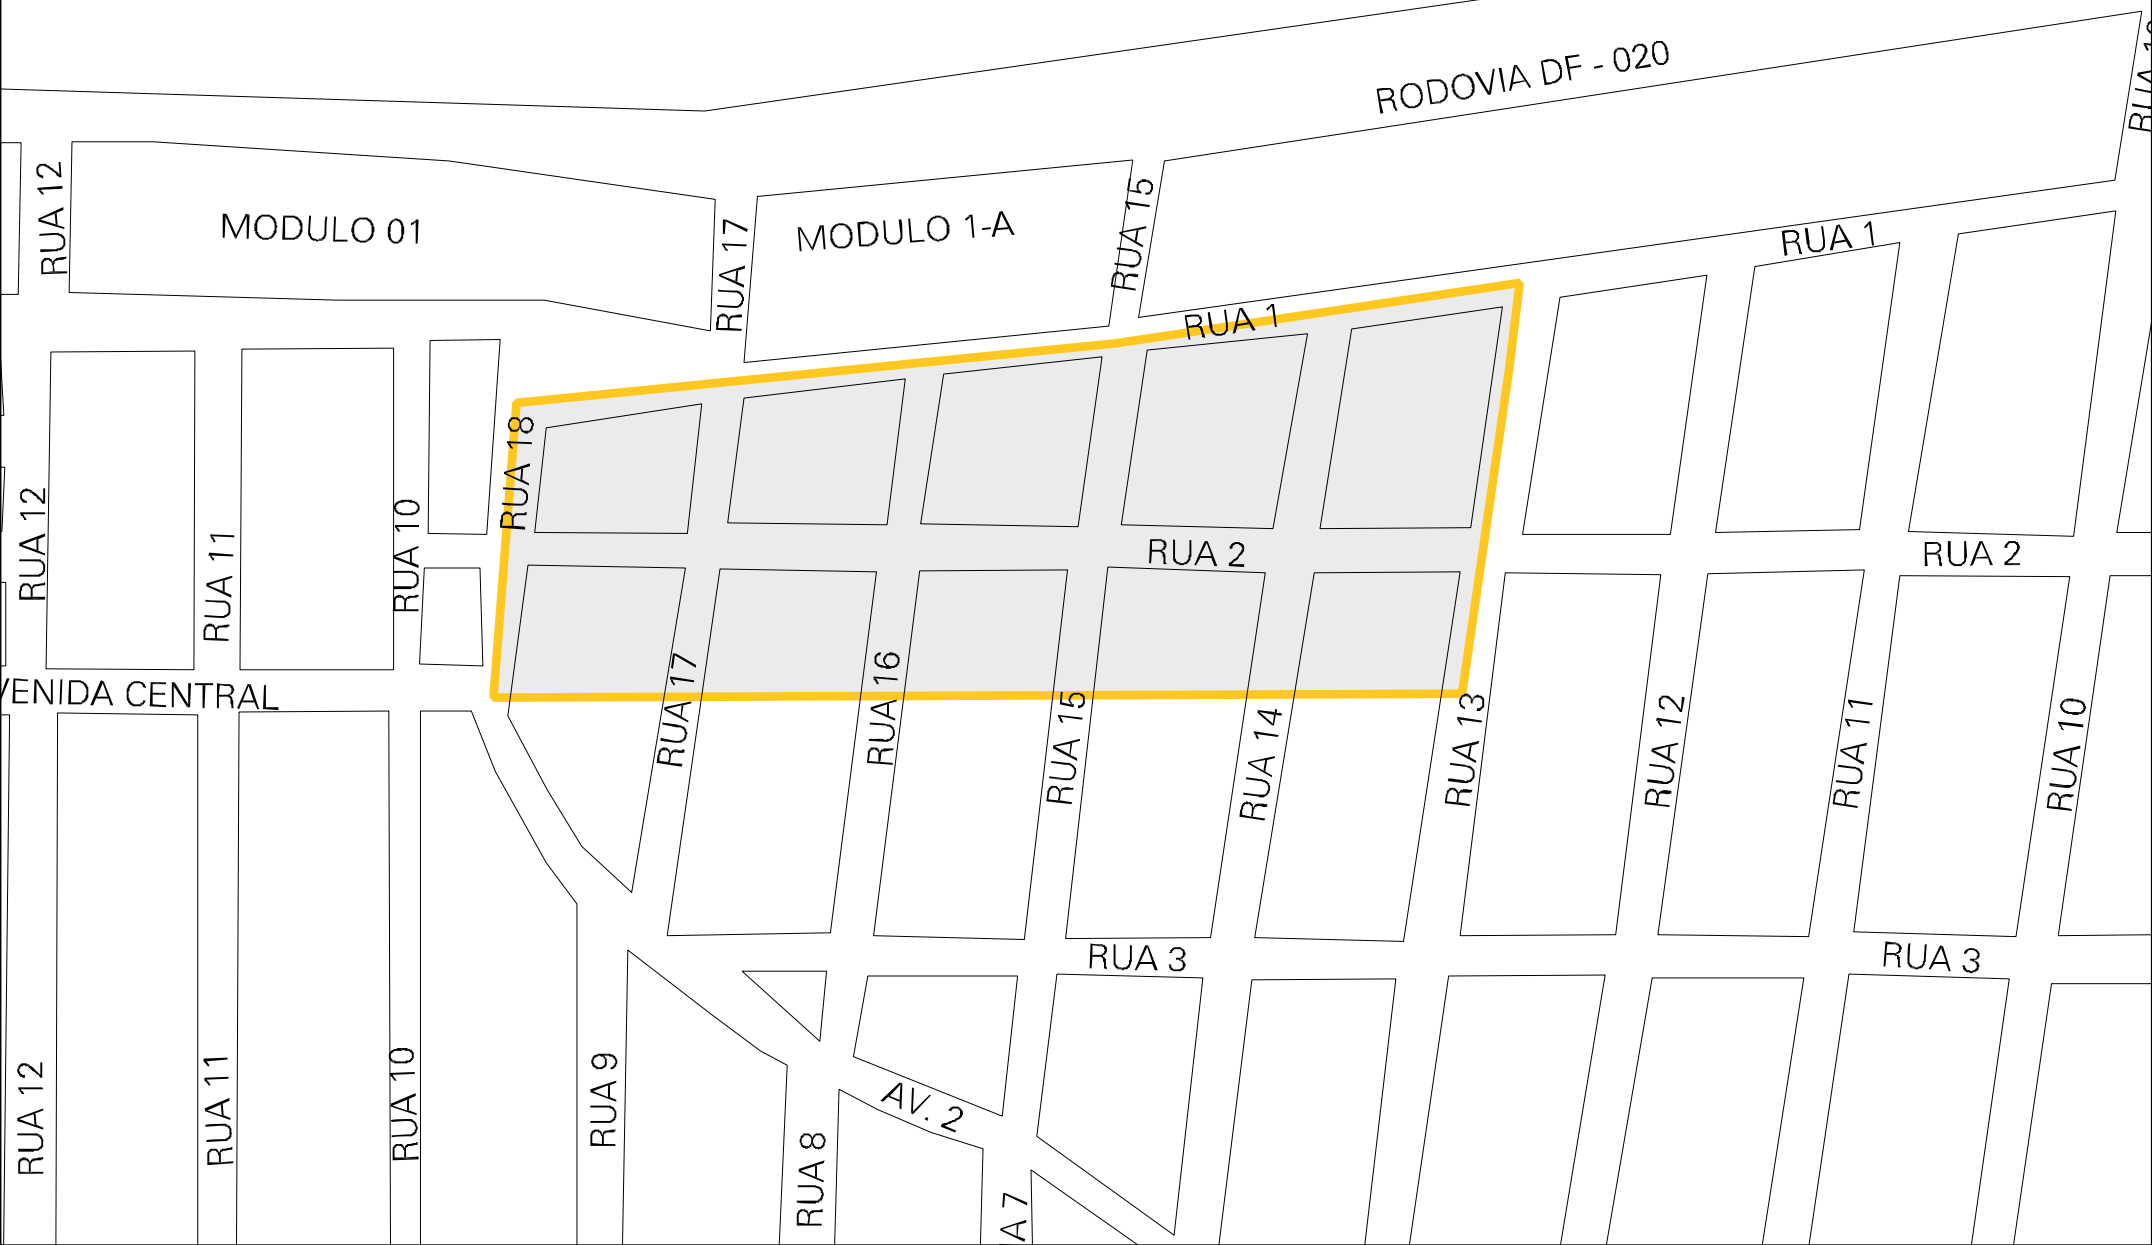 RODOVIA DF - 020
RUA 12
MODULO 01
RUA 17
MODULO 1-A
RUA 15
RUA 1
RUA 1
RUA 18
RUA 12
RUA 11
RUA 10
RUA 2
RUA 2
VENIDA CENTRAL
RUA 17
RUA 16
RUA 15
RUA 14
RUA 13
RUA 12
RUA 11
RUA 10
RUA 3
RUA 3
RUA 12
RUA 11
RUA 10
RUA 9
RUA 8
AV. 2
A 7